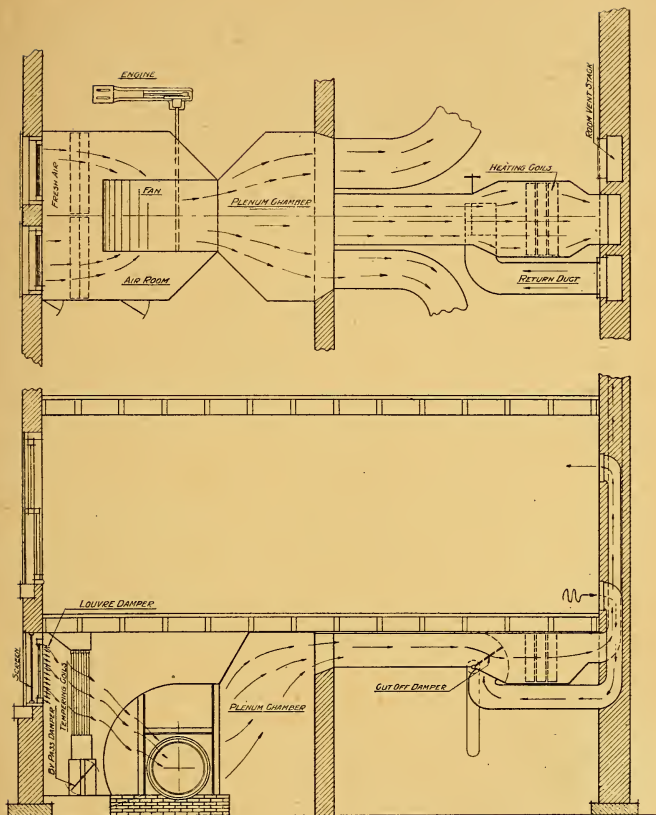 ENGINE
ROOM VENT STACK
HEATING COILS
FRESH AIR
FAN
PLENUM CHAMBER
AIR ROOM
RETURN DUCT
LOUVRE DAMPER
SCREEN
TEMPERING COILS
BY PASS DAMPER
PLENUM CHAMBER
CUT OFF DAMPER